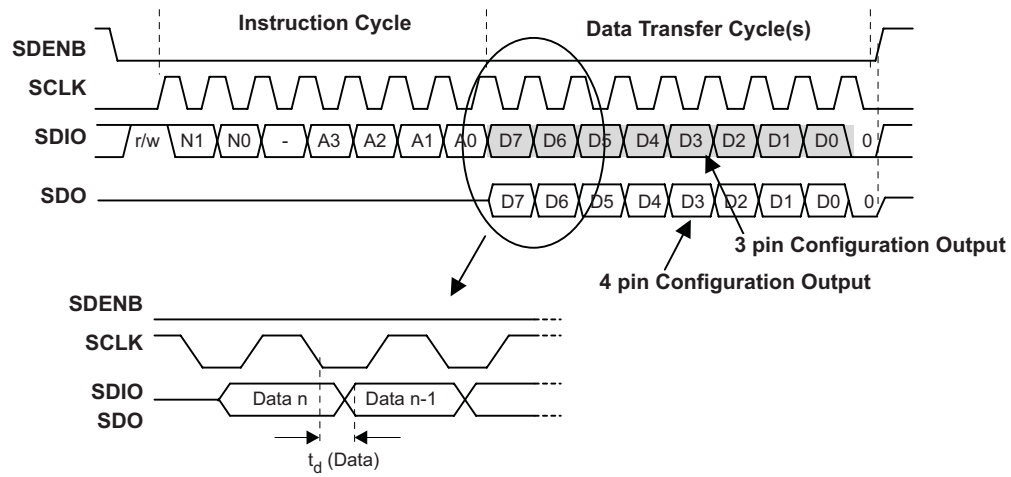 Instruction Cycle Data Transfer Cycle(s)
SDENB
SCLK
SDIO r/w N1 N0 - A3 A2 A1 A0 D7 D6 D5 D4 D3 D2 D1 D0 0
SDO D7 D6 D5 D4 D3 D2 D1 D0 0
3 pin Configuration Output
4 pin Configuration Output
SDENB
SCLK
SDIO Data n Data n-1
SDO
td (Data)